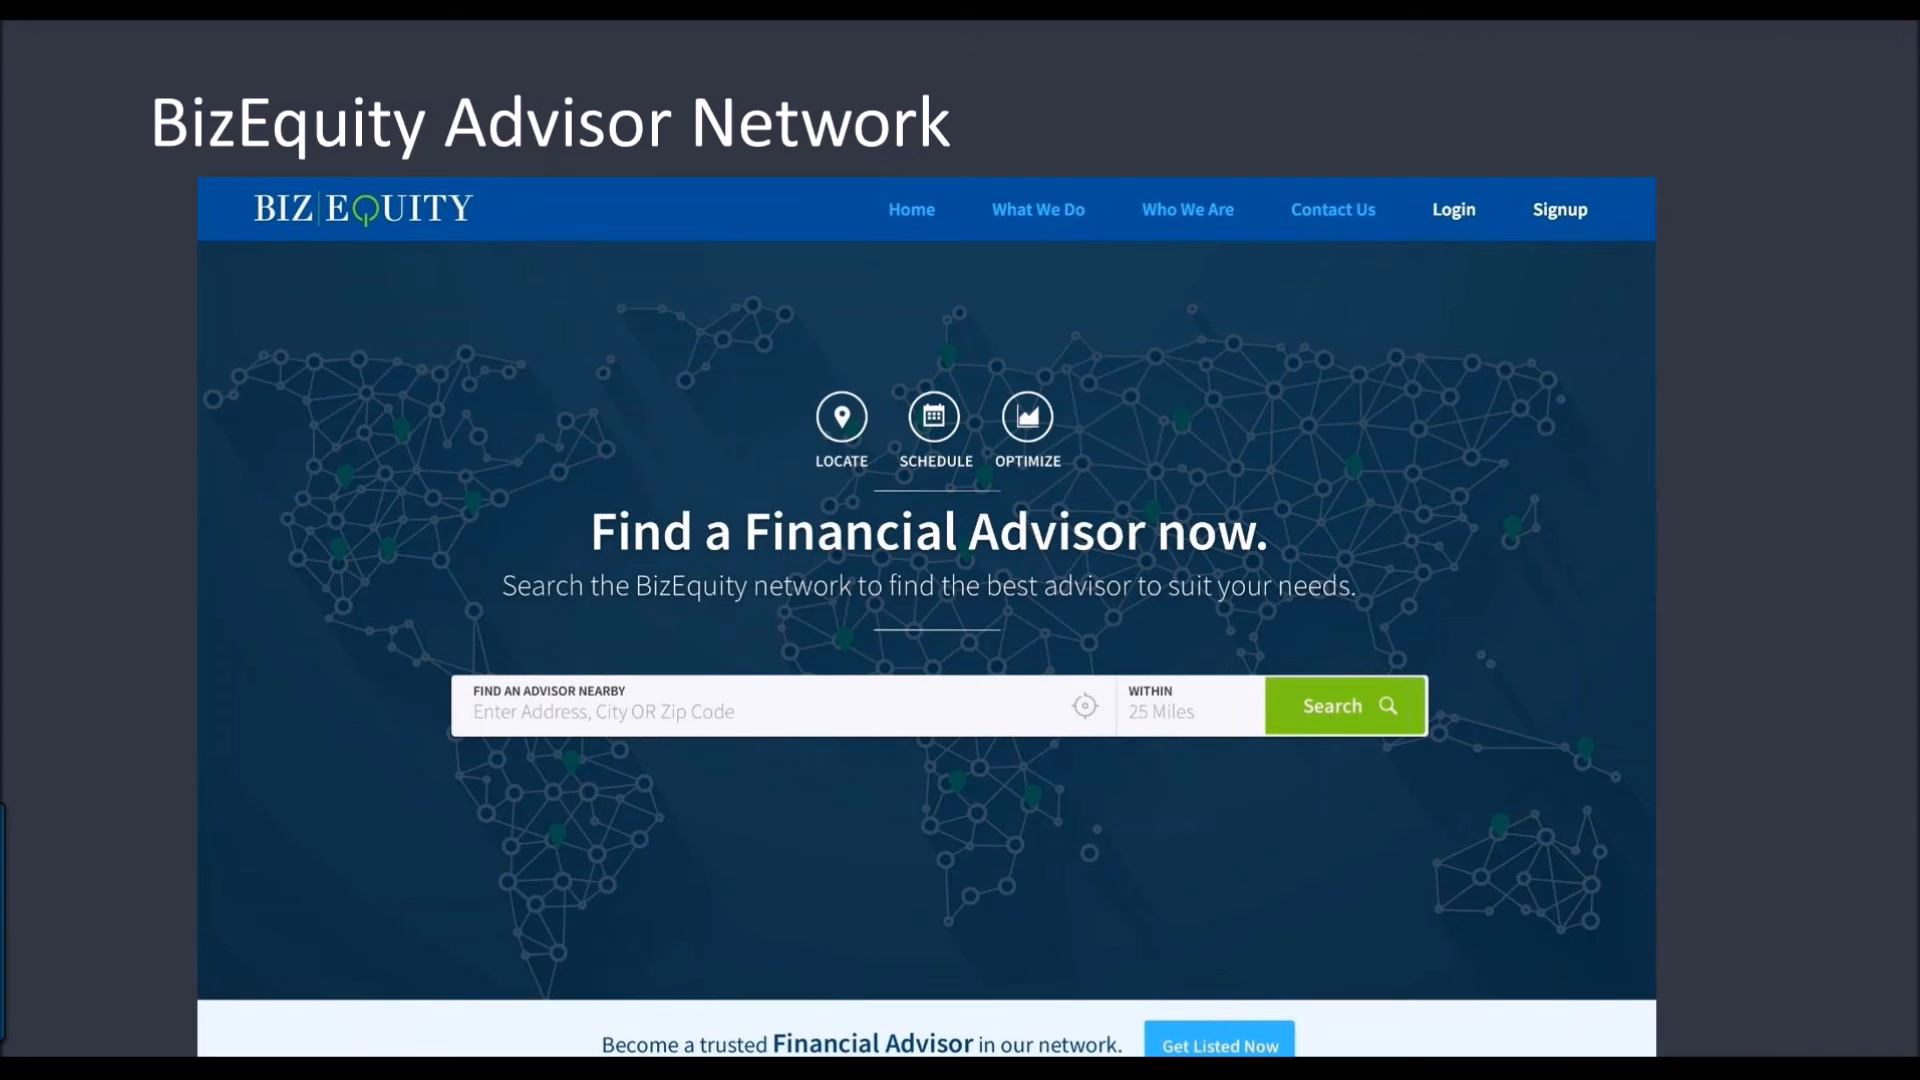 BizEquity Advisor Network
BIZ EQUITY
Home What We Do Who We Are Contact Us Login Signup
LOCATE SCHEDULE OPTIMIZE
Find a Financial Advisor now.
Search the BizEquity network to find the best advisor to suit your needs.
FIND AN ADVISOR NEARBY WITHIN
Enter Address, City OR Zip Code 25 Miles
Search
Become a trusted Financial Advisor in our network. Get Listed Now